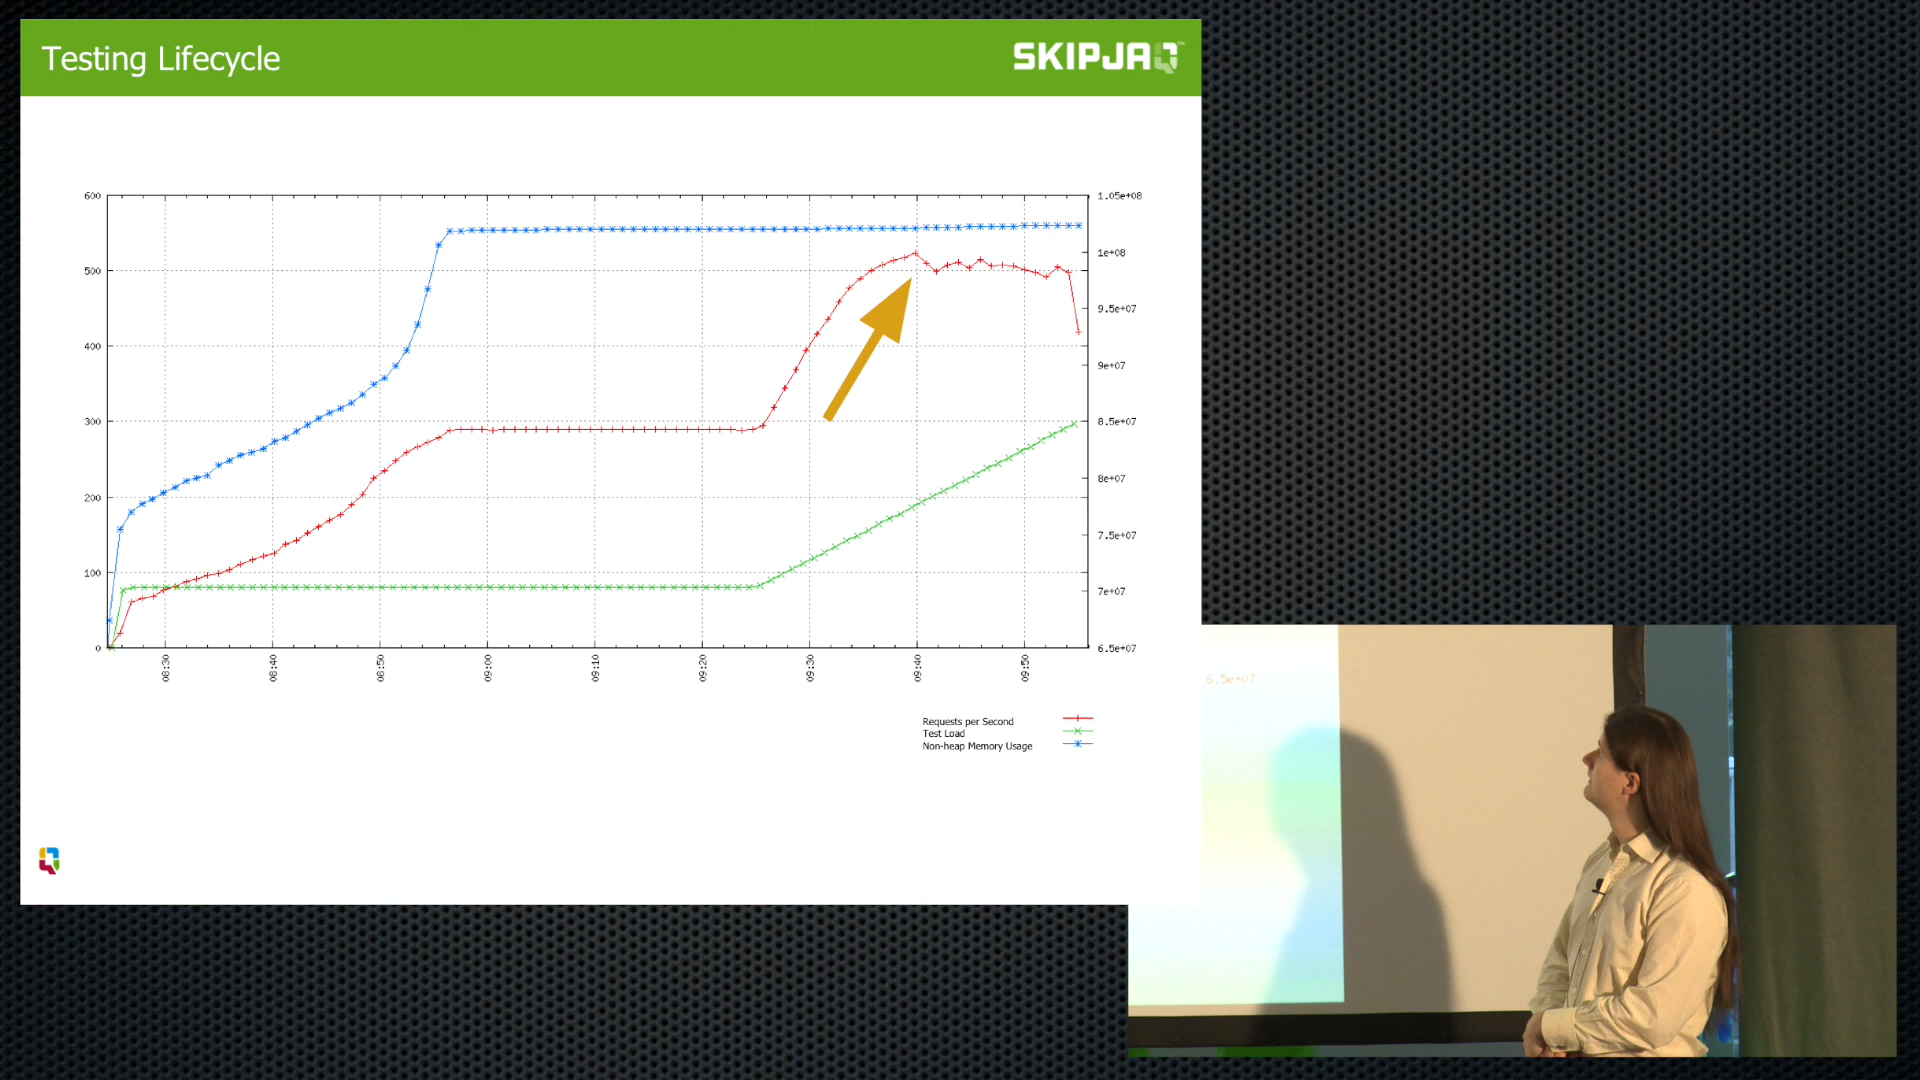 Testing Lifecycle
SKIPJAQ™
600
500
400
300
200
100
0
1.05e+08
1e+08
9.5e+07
9e+07
8.5e+07
8e+07
7.5e+07
7e+07
6.5e+07
08:30
08:40
08:50
09:00
09:10
09:20
09:30
09:40
09:50
Requests per Second
Test Load
Non-heap Memory Usage
6.5e+07